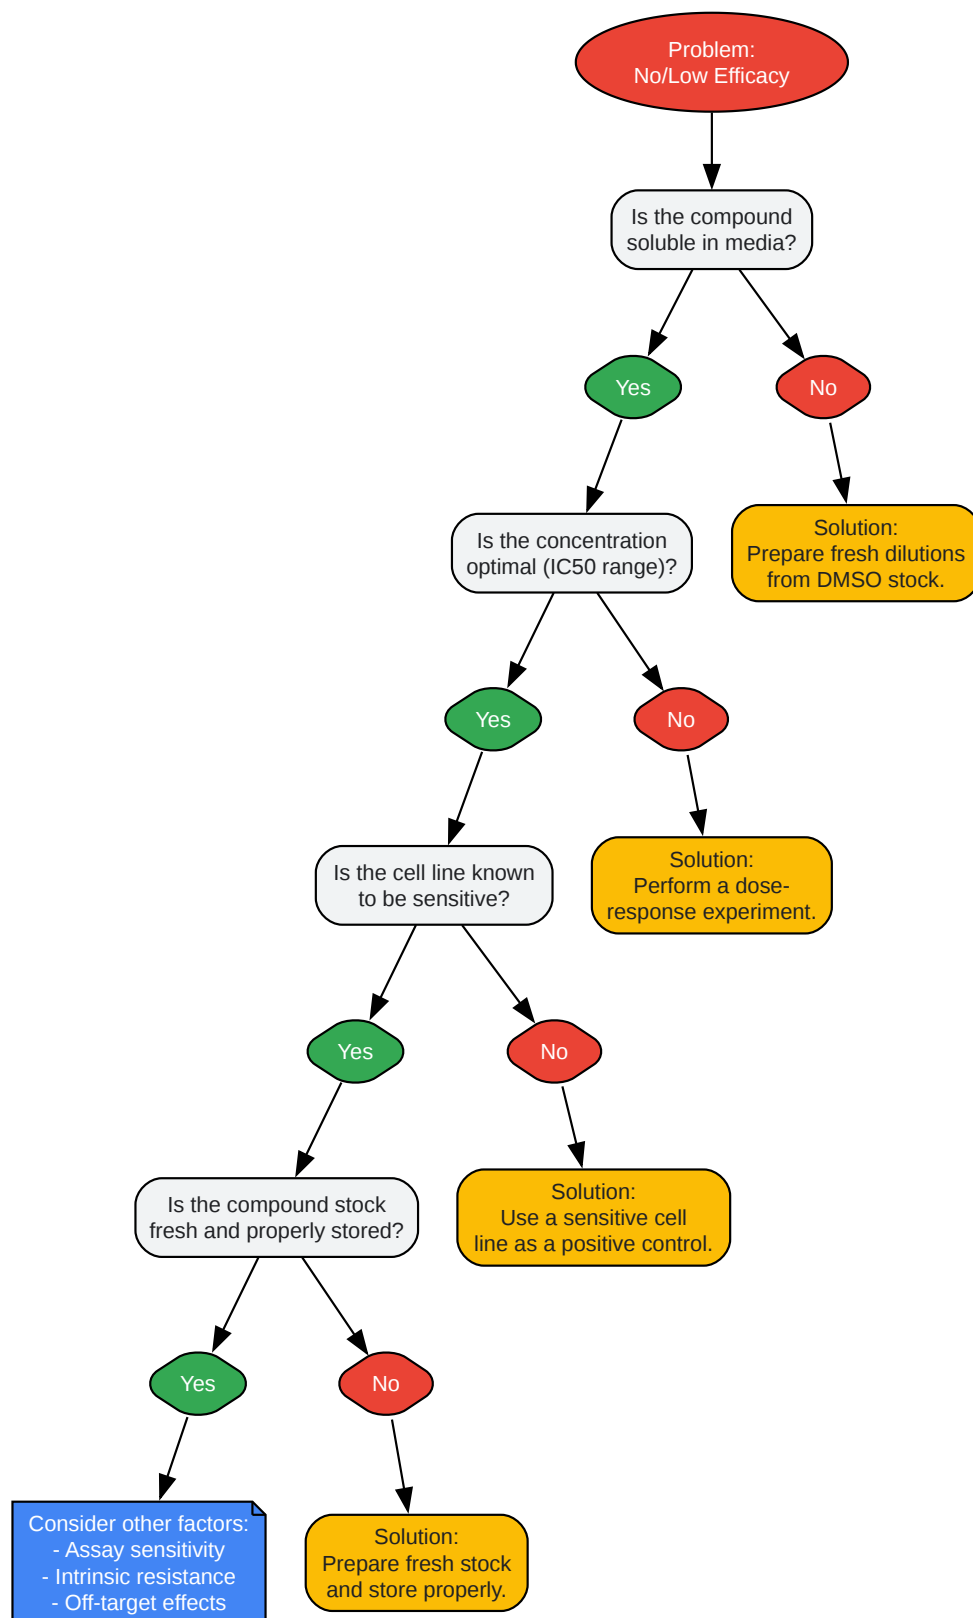 Problem:
No/Low Efficacy
Is the compound
soluble in media?
Yes
No
Is the concentration
optimal (IC50 range)?
Solution:
Prepare fresh dilutions
from DMSO stock.
Yes
No
Is the cell line known
to be sensitive?
Solution:
Perform a dose-
response experiment.
Yes
No
Is the compound stock
fresh and properly stored?
Solution:
Use a sensitive cell
line as a positive control.
Yes
No
Consider other factors:
- Assay sensitivity
- Intrinsic resistance
- Off-target effects
Solution:
Prepare fresh stock
and store properly.